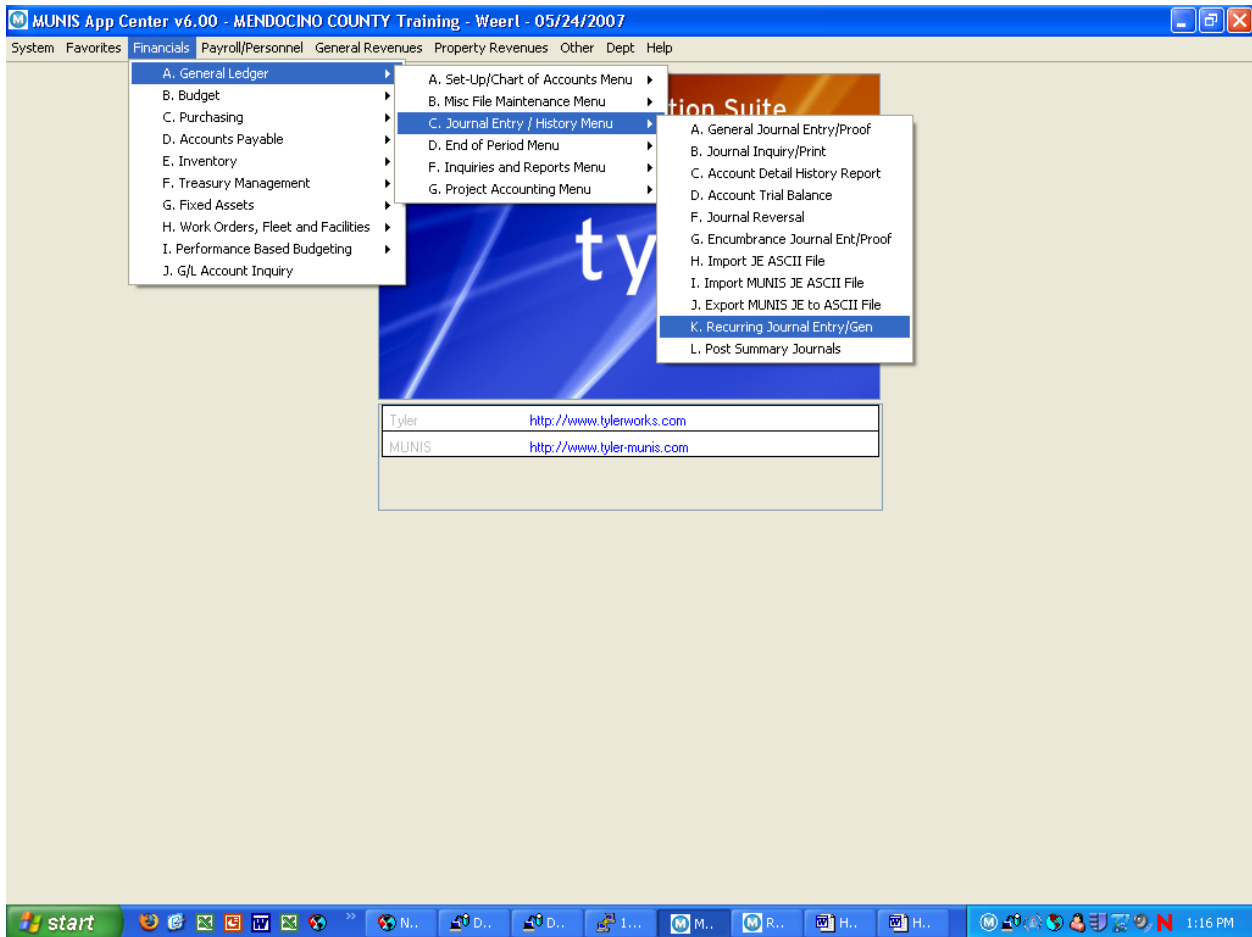 MUNIS App Center v6.00 - MENDOCINO COUNTY Training - Weerl - 05/24/2007
System Favorites Financials Payroll/Personnel General Revenues Property Revenues Other Dept Help
A. General Ledger
B. Budget
C. Purchasing
D. Accounts Payable
E. Inventory
F. Treasury Management
G. Fixed Assets
H. Work Orders, Fleet and Facilities
I. Performance Based Budgeting
J. G/L Account Inquiry
A. Set-Up/Chart of Accounts Menu
B. Misc File Maintenance Menu
C. Journal Entry / History Menu
D. End of Period Menu
F. Inquiries and Reports Menu
G. Project Accounting Menu
tion Suite
A. General Journal Entry/Proof
B. Journal Inquiry/Print
C. Account Detail History Report
D. Account Trial Balance
F. Journal Reversal
G. Encumbrance Journal Ent/Proof
H. Import JE ASCII File
I. Import MUNIS JE ASCII File
J. Export MUNIS JE to ASCII File
K. Recurring Journal Entry/Gen
L. Post Summary Journals
ty
Tyler http://www.tylerworks.com
MUNIS http://www.tyler-munis.com
start N.. D.. D.. 1... M.. R.. H.. H.. 1:16 PM